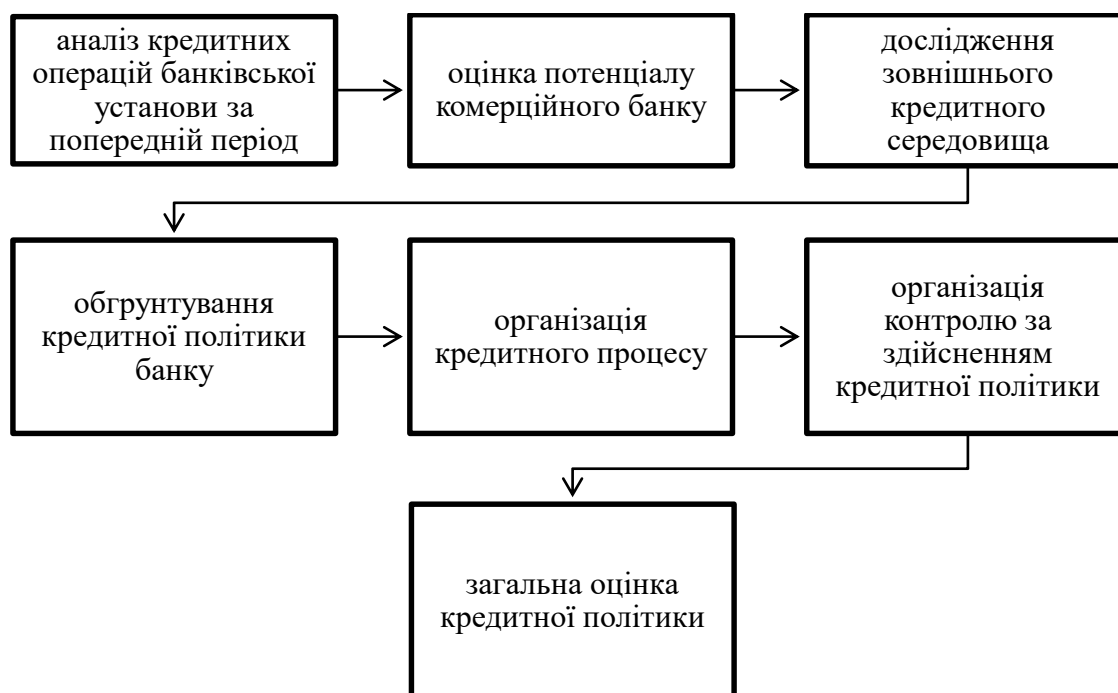 аналіз кредитних
операцій банківської
установи за
попередній період
оцінка потенціалу
комерційного банку
дослідження
зовнішнього
кредитного
середовища
обгрунтування
кредитної політики
банку
організація
кредитного процесу
організація
контролю за
здійсненням
кредитної політики
загальна оцінка
кредитної політики